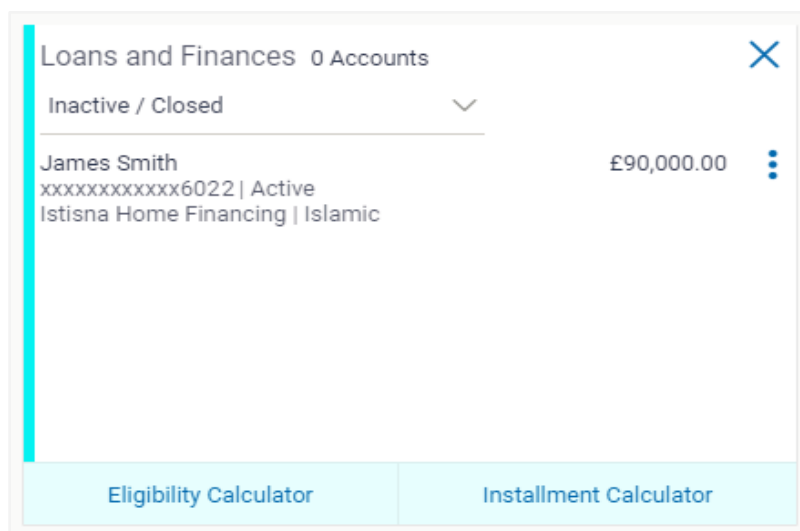 Loans and Finances 0 Accounts
Inactive / Closed
James Smith £90,000.00
xxxxxxxxxxxx6022 | Active
Istisna Home Financing | Islamic
Eligibility Calculator Installment Calculator